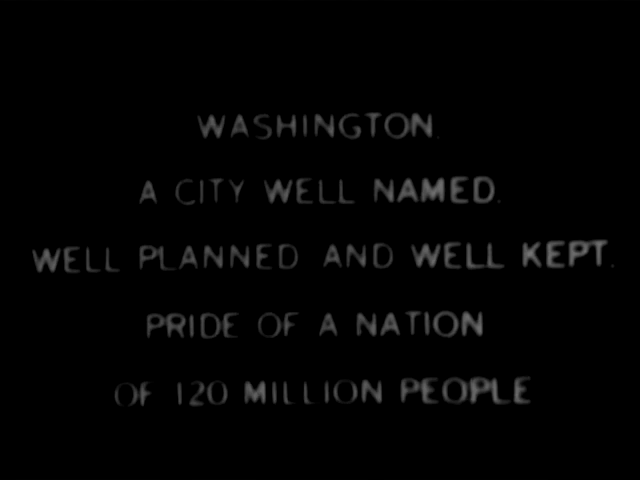 WASHINGTON.
A CITY WELL NAMED.
WELL PLANNED AND WELL KEPT.
PRIDE OF A NATION
OF 120 MILLION PEOPLE